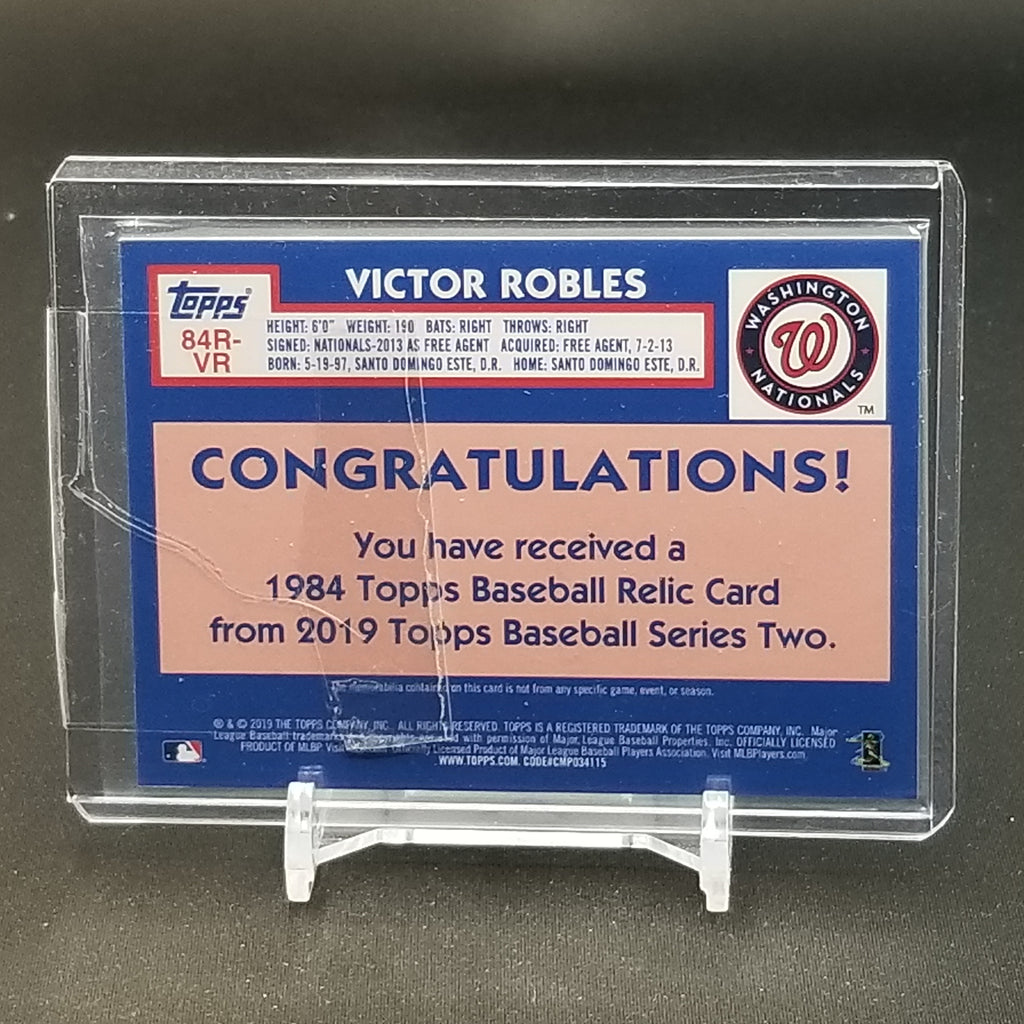 topps®
84R-
VR
VICTOR ROBLES
HEIGHT: 6'0" WEIGHT: 190 BATS: RIGHT THROWS: RIGHT
SIGNED: NATIONALS-2013 AS FREE AGENT ACQUIRED: FREE AGENT, 7-2-13
BORN: 5-19-97, SANTO DOMINGO ESTE, D.R. HOME: SANTO DOMINGO ESTE, D.R.
WASHINGTON
W
NATIONALS
TM
CONGRATULATIONS!
You have received a
1984 Topps Baseball Relic Card
from 2019 Topps Baseball Series Two.
The memorabilia contained on this card is not from any specific game, event, or season.
® & © 2019 THE TOPPS COMPANY, INC. ALL RIGHTS RESERVED. TOPPS IS A REGISTERED TRADEMARK OF THE TOPPS COMPANY, INC. Major
League Baseball trademarks with permission of Major League Baseball Properties, Inc. OFFICIALLY LICENSED
PRODUCT OF MLBP Officially Licensed Product of Major League Baseball Players Association. Visit MLBPlayers.com
WWW.TOPPS.COM. CODE#CMP034115